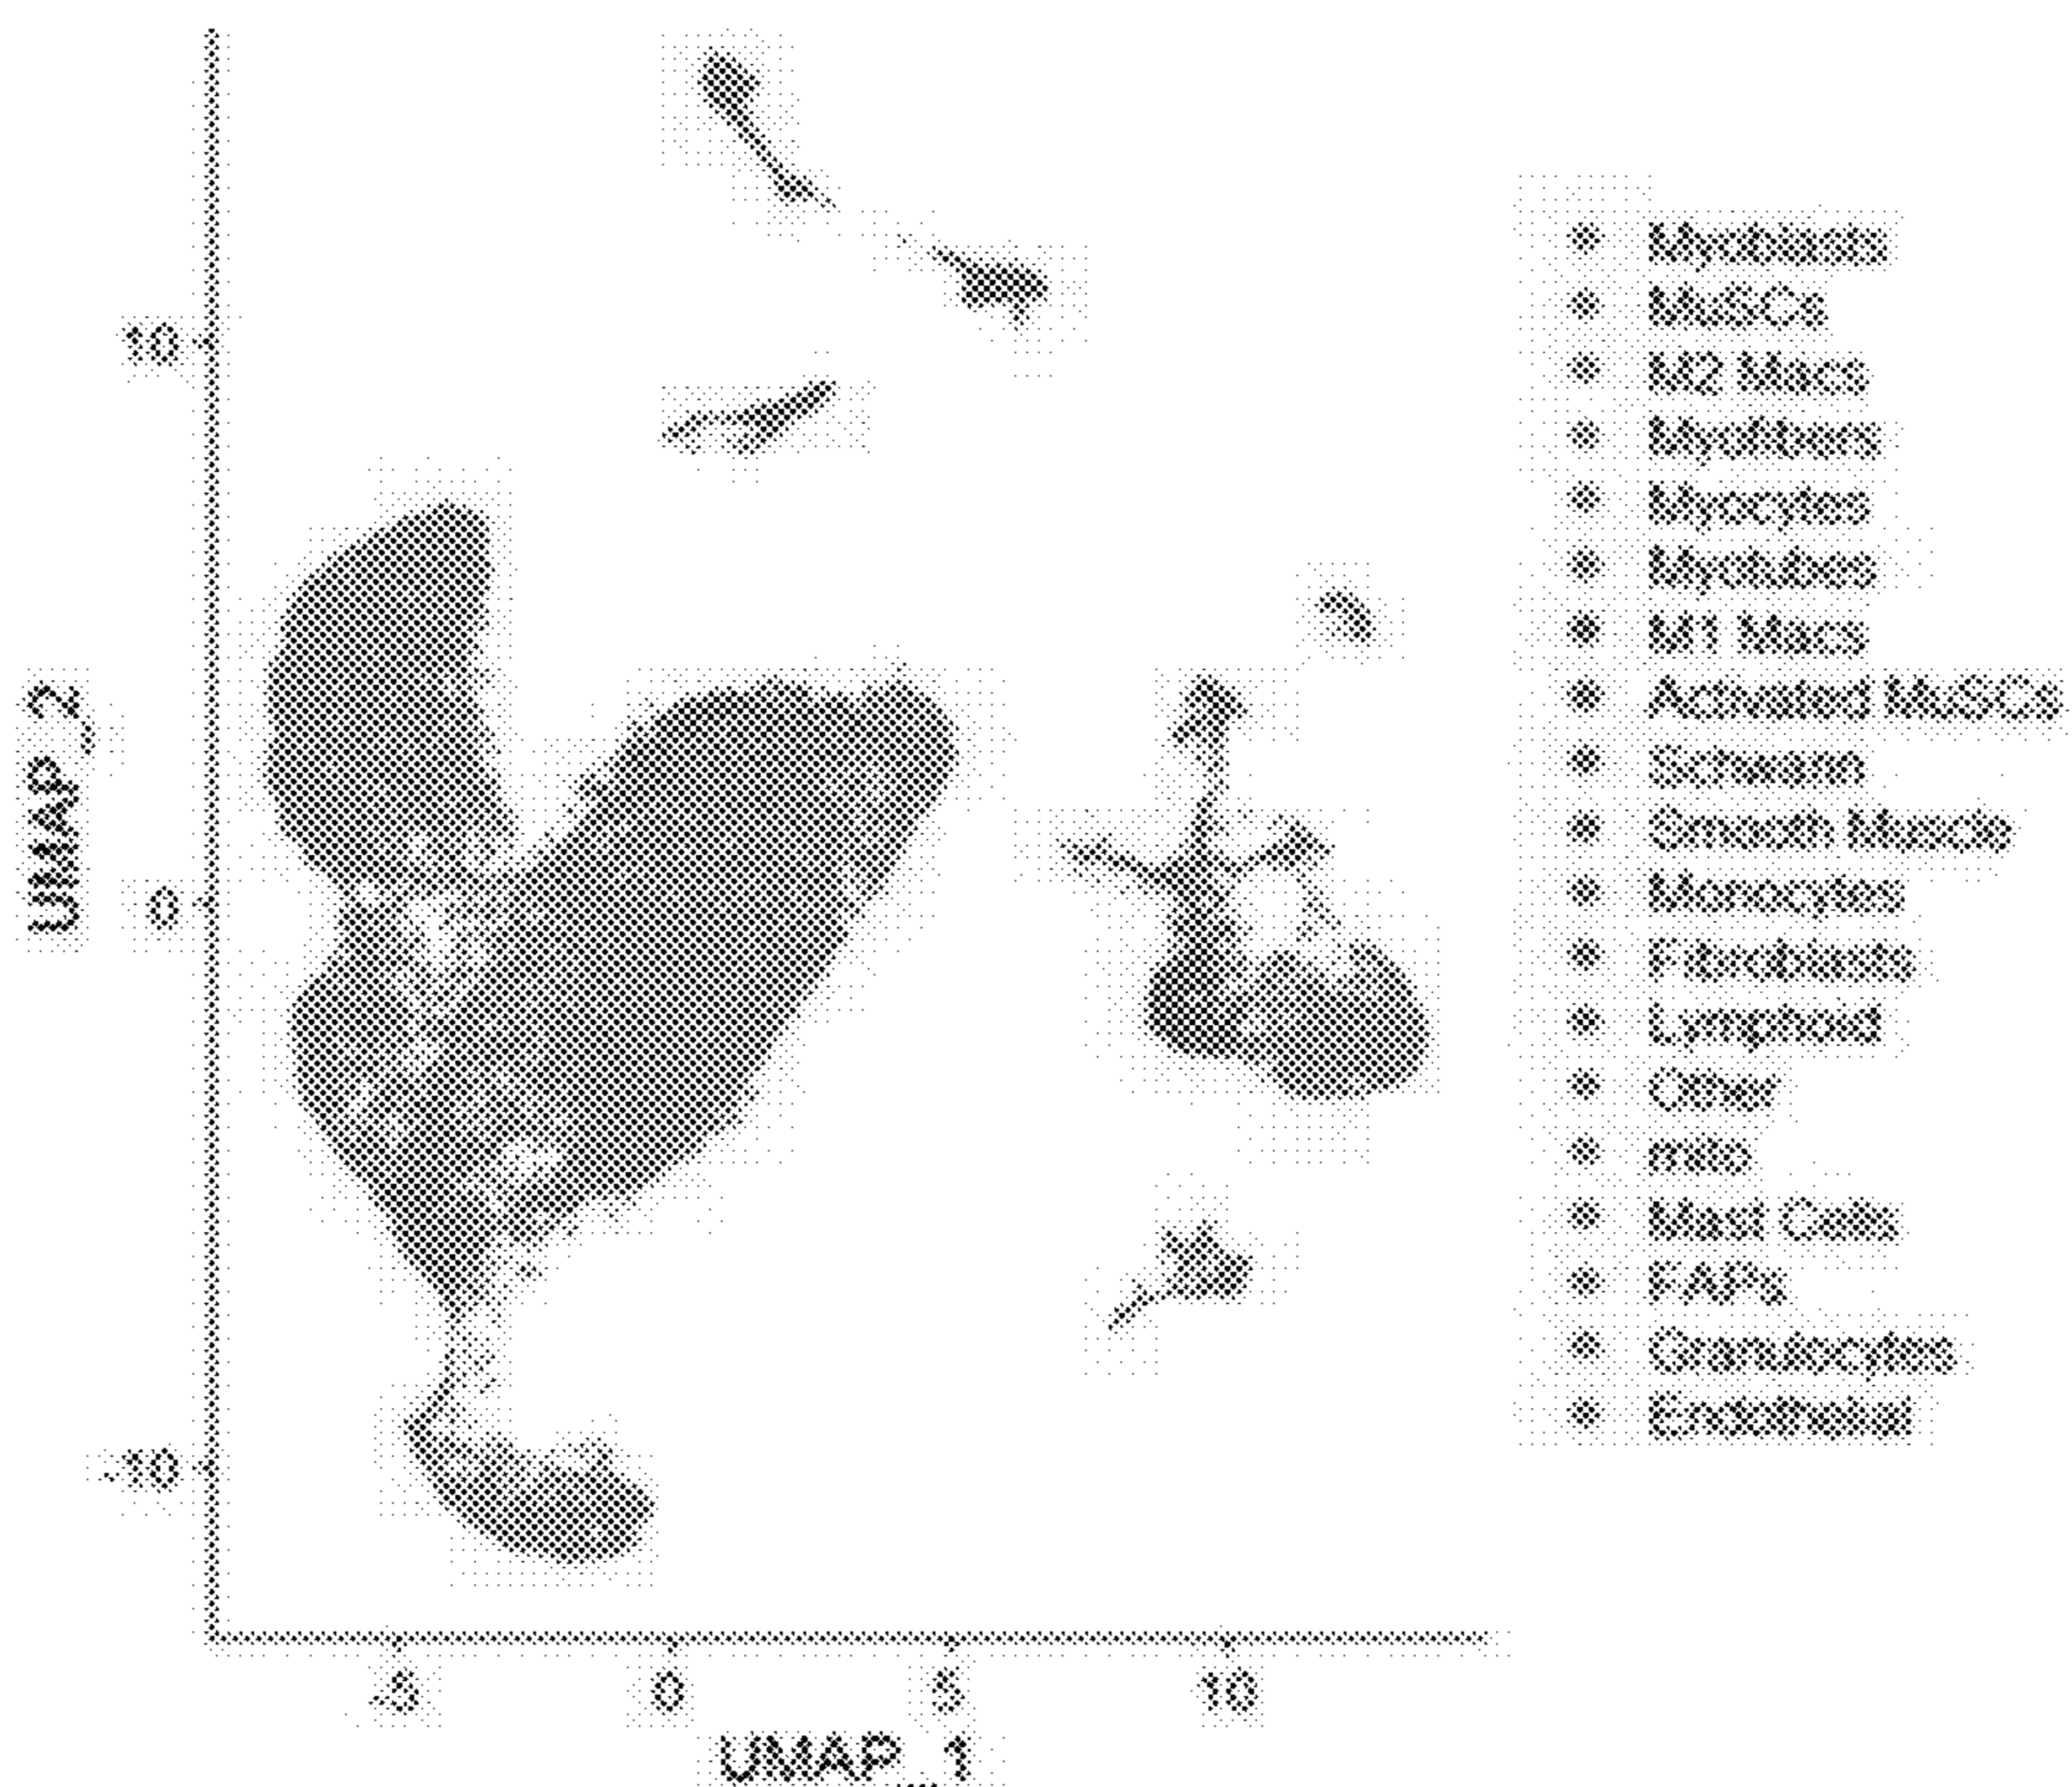 10
0
-10
UMAP_2
-5
0
5
10
UMAP_1
Myoblasts
MuSCs
M2 Macs
Myofibers
Myocytes
Myotubes
M1 Macs
Activated MuSCs
Schwann
Smooth Muscle
Monocytes
Fibroblasts
Lymphoid
Other
Mast Cells
FAPs
Granulocytes
Endothelial